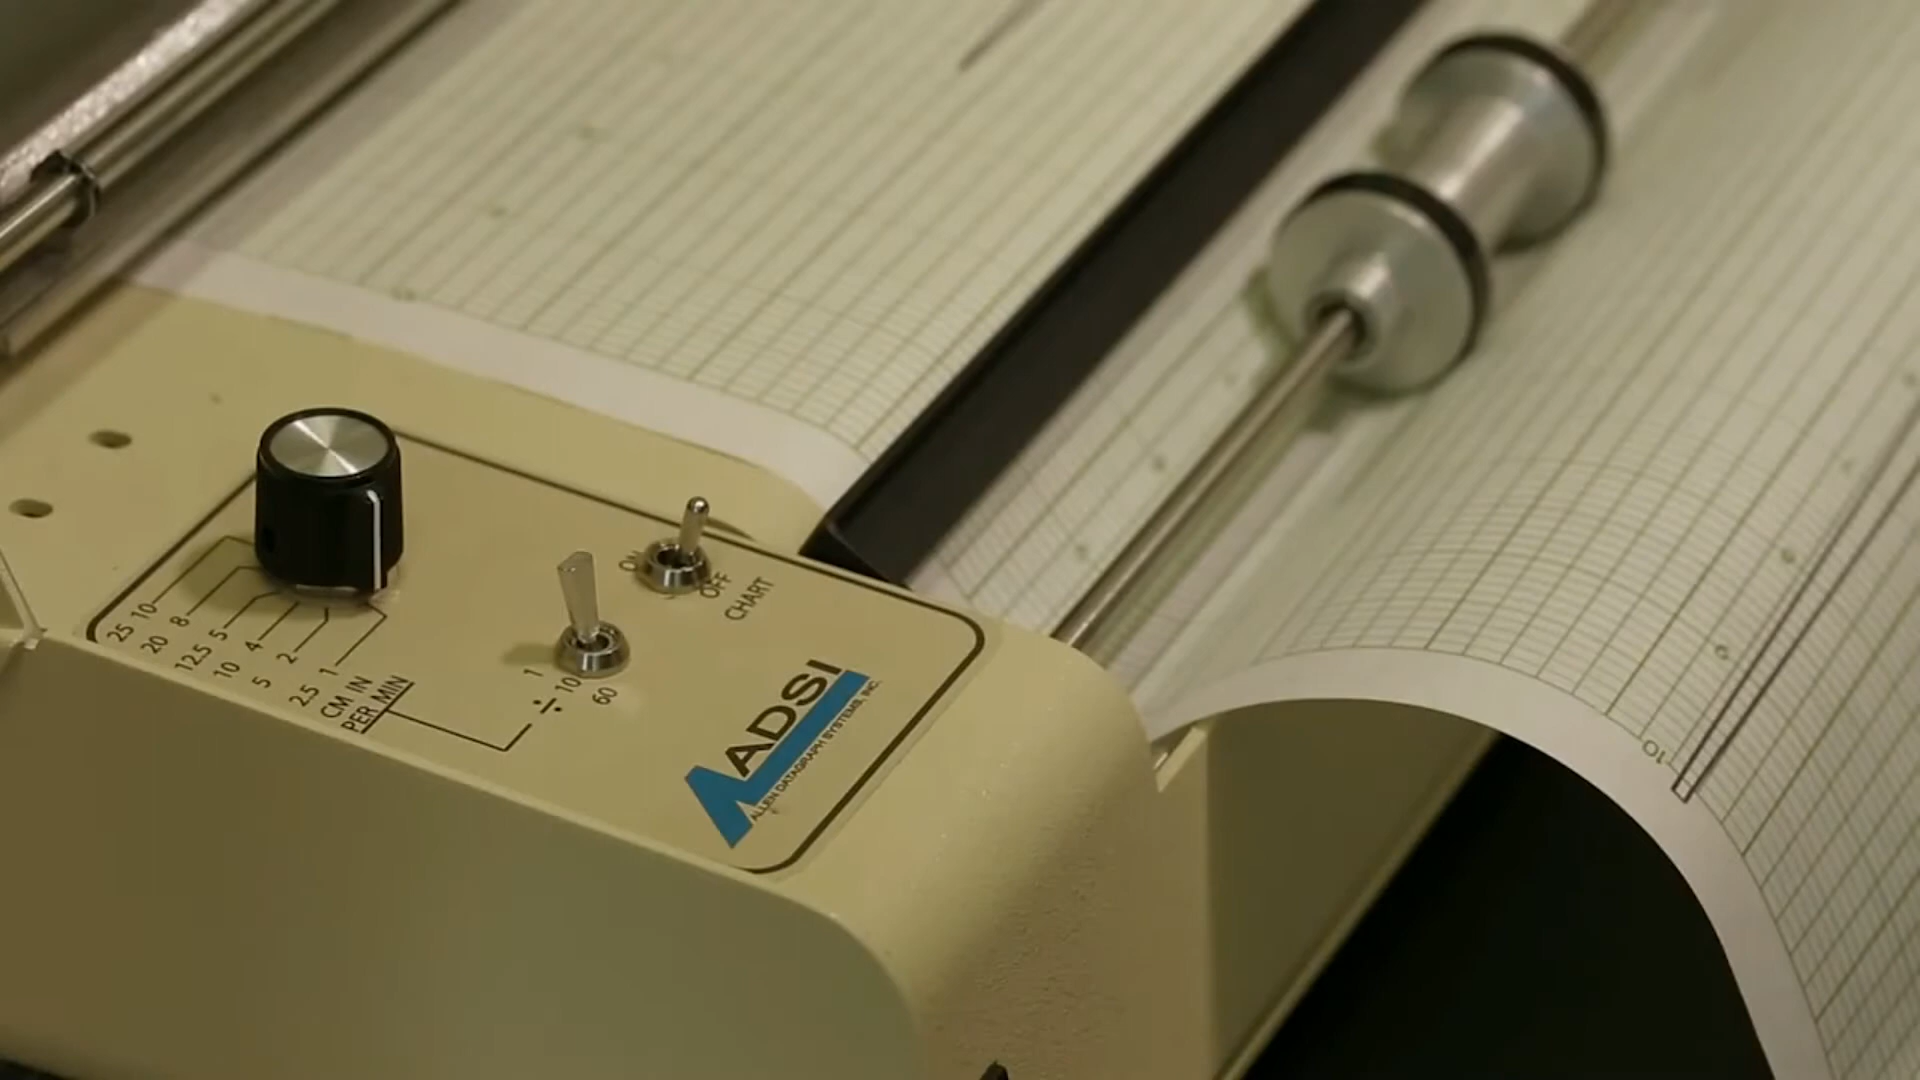 ON
OFF
CHART
10 8 5 4 2 1
25 20 12.5 10 5 2.5
CM IN
PER MIN
÷
1
10
60
ADSI
ALLEN DATAGRAPH SYSTEMS, INC.
10